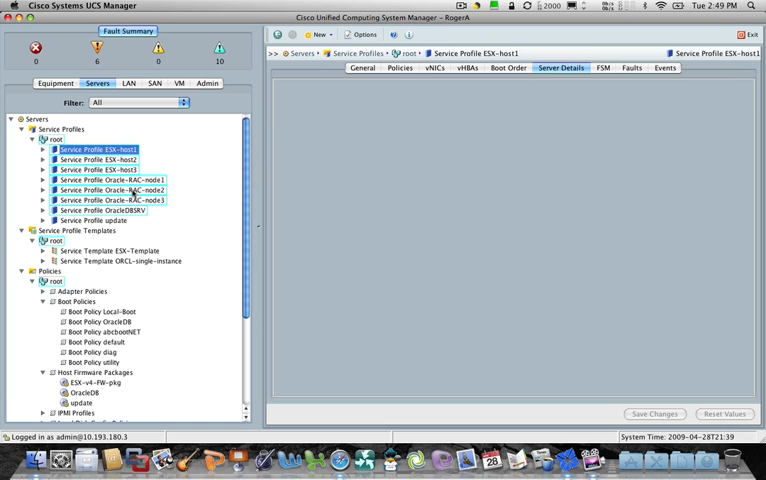 Cisco Systems UCS Manager
2000
Tue 2:49 PM
Cisco Unified Computing System Manager - RogerA
Fault Summary
0 6 0 10
New Options Exit
>> Servers Service Profiles root Service Profile ESX-host1 Service Profile ESX-host1
Equipment Servers LAN SAN VM Admin
General Policies vNICs vHBAs Boot Order Server Details FSM Faults Events
Filter: All
Servers
Service Profiles
root
Service Profile ESX-host1
Service Profile ESX-host2
Service Profile ESX-host3
Service Profile Oracle-RAC-node1
Service Profile Oracle-RAC-node2
Service Profile Oracle-RAC-node3
Service Profile OracleDBSRV
Service Profile update
Service Profile Templates
root
Service Template ESX-Template
Service Template ORCL-single-instance
Policies
root
Adapter Policies
Boot Policies
Boot Policy Local-Boot
Boot Policy OracleDB
Boot Policy abcbootNET
Boot Policy default
Boot Policy diag
Boot Policy utility
Host Firmware Packages
ESX-v4-FW-pkg
OracleDB
update
IPMI Profiles
Save Changes Reset Values
Logged in as admin@10.193.180.3
System Time: 2009-04-28T21:39
28